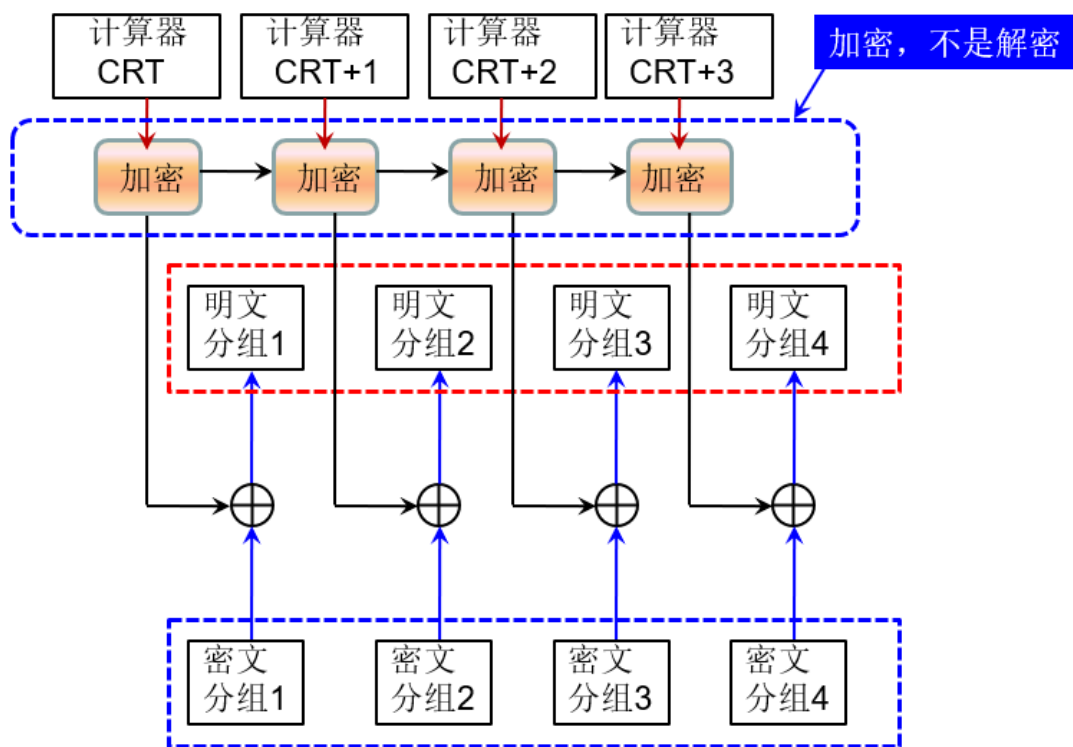 计算器
CRT
计算器
CRT+1
计算器
CRT+2
计算器
CRT+3
加密，不是解密
加密
加密
加密
加密
明文
分组1
明文
分组2
明文
分组3
明文
分组4
密文
分组1
密文
分组2
密文
分组3
密文
分组4